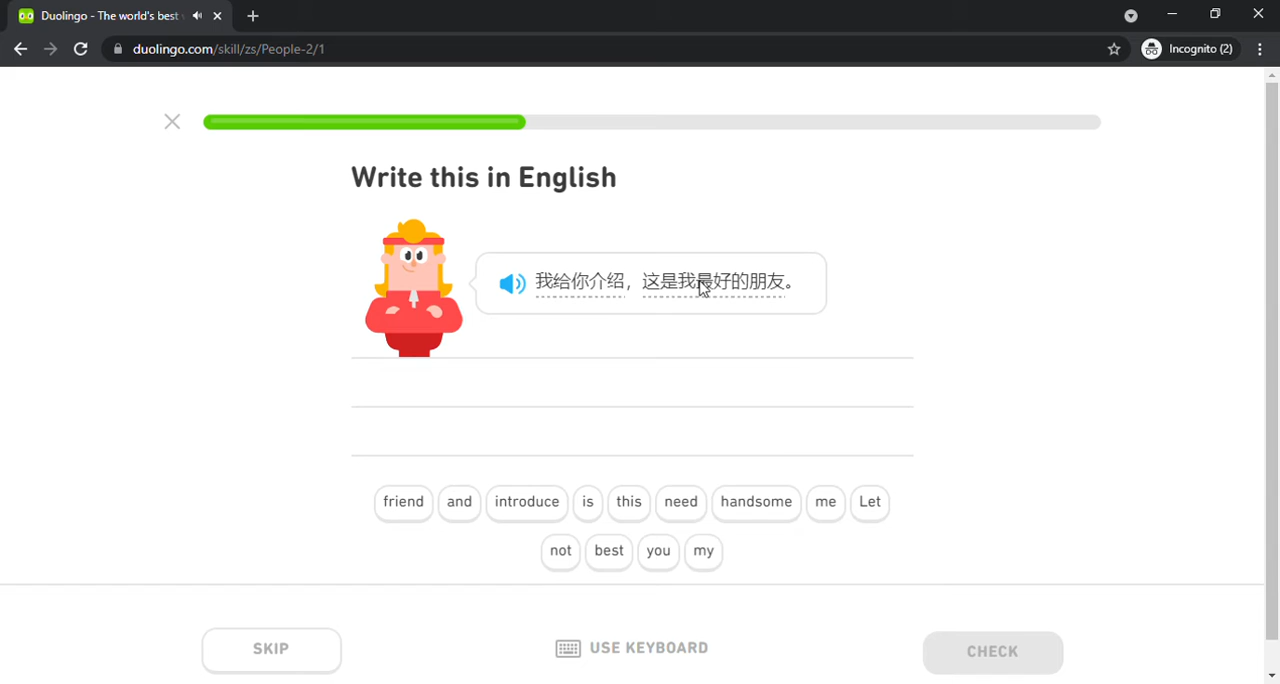 Duolingo - The world's best
duolingo.com/skill/zs/People-2/1
Incognito (2)
Write this in English
我给你介绍，这是我最好的朋友。
friend and introduce is this need handsome me Let
not best you my
SKIP
USE KEYBOARD
CHECK